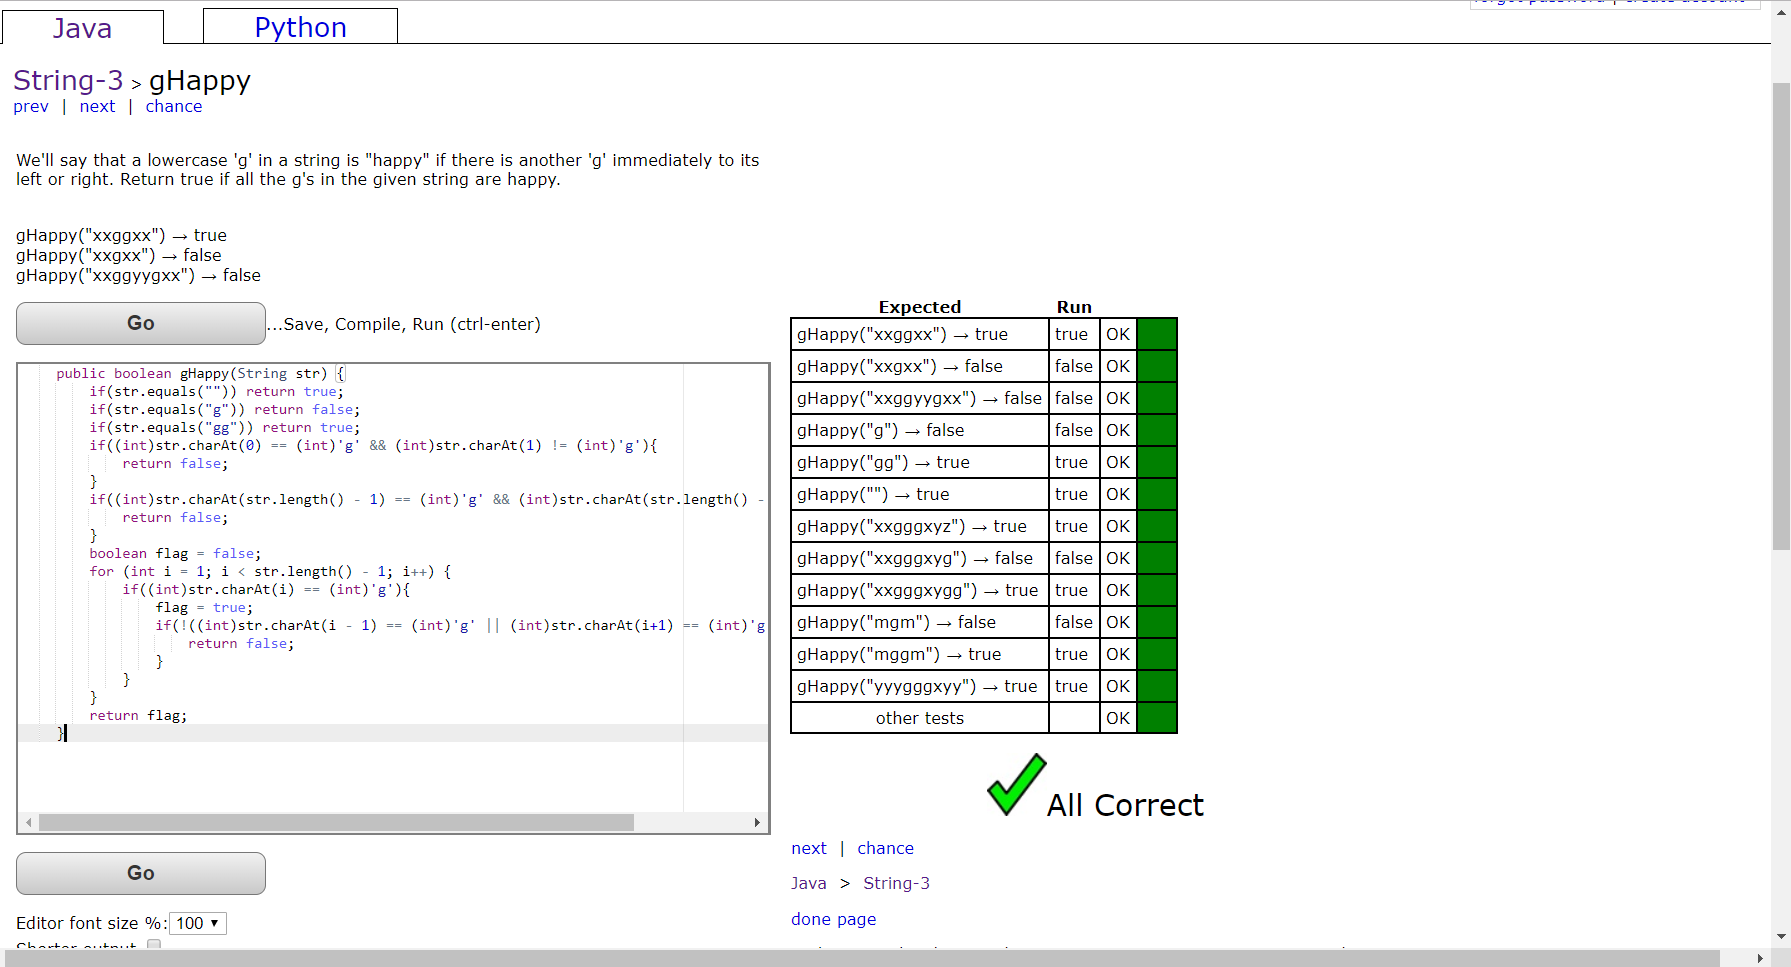 Java
Python
String-3 > gHappy
prev | next | chance
We'll say that a lowercase 'g' in a string is "happy" if there is another 'g' immediately to its
left or right. Return true if all the g's in the given string are happy.
gHappy("xxggxx") → true
gHappy("xxgxx") → false
gHappy("xxggyygxx") → false
Go
...Save, Compile, Run (ctrl-enter)
public boolean gHappy(String str) {
if(str.equals("")) return true;
if(str.equals("g")) return false;
if(str.equals("gg")) return true;
if((int)str.charAt(0) == (int)'g' && (int)str.charAt(1) != (int)'g'){
return false;
}
if((int)str.charAt(str.length() - 1) == (int)'g' && (int)str.charAt(str.length() -
return false;
}
boolean flag = false;
for (int i = 1; i < str.length() - 1; i++) {
if((int)str.charAt(i) == (int)'g'){
flag = true;
if(!((int)str.charAt(i - 1) == (int)'g' || (int)str.charAt(i+1) == (int)'g
return false;
}
}
}
return flag;
}
Go
Editor font size %: 100
Shorter output
Expected Run
gHappy("xxggxx") → true true OK
gHappy("xxgxx") → false false OK
gHappy("xxggyygxx") → false false OK
gHappy("g") → false false OK
gHappy("gg") → true true OK
gHappy("") → true true OK
gHappy("xxgggxyz") → true true OK
gHappy("xxgggxyg") → false false OK
gHappy("xxgggxygg") → true true OK
gHappy("mgm") → false false OK
gHappy("mggm") → true true OK
gHappy("yyygggxyy") → true true OK
other tests OK
All Correct
next | chance
Java > String-3
done page